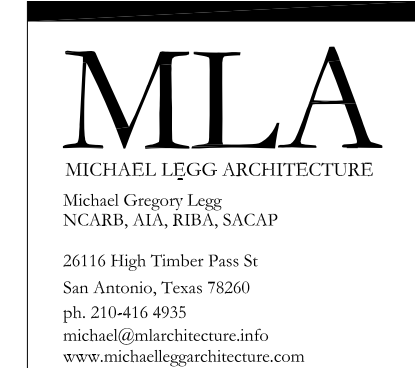 MLA
MICHAEL LEGG ARCHITECTURE
Michael Gregory Legg
NCARB, AIA, RIBA, SACAP
26116 High Timber Pass St
San Antonio, Texas 78260
ph. 210-416 4935
michael@mlarchitecture.info
www.michaelleggarchitecture.com